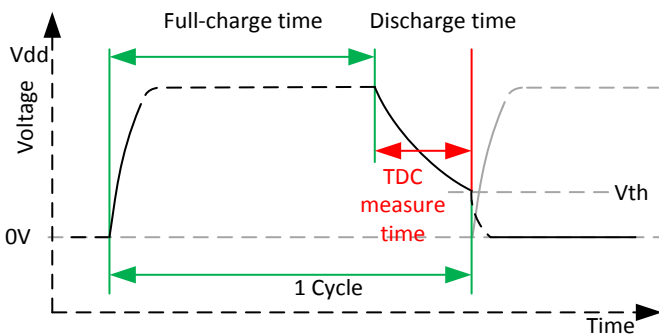 Full-charge time
Discharge time
Vdd
Voltage
TDC
measure
time
Vth
0V
1 Cycle
Time